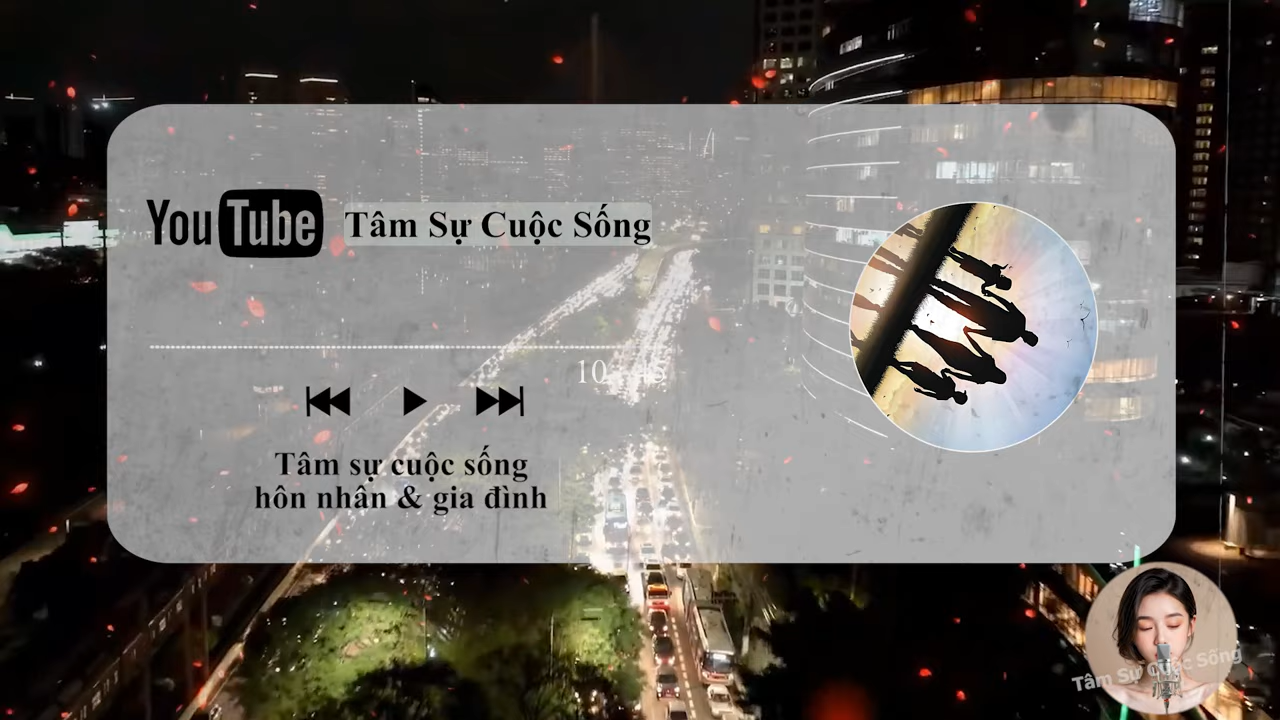 YouTube
Tâm Sự Cuộc Sống
Tâm sự cuộc sống
hôn nhân & gia đình
Tâm Sự Cuộc Sống